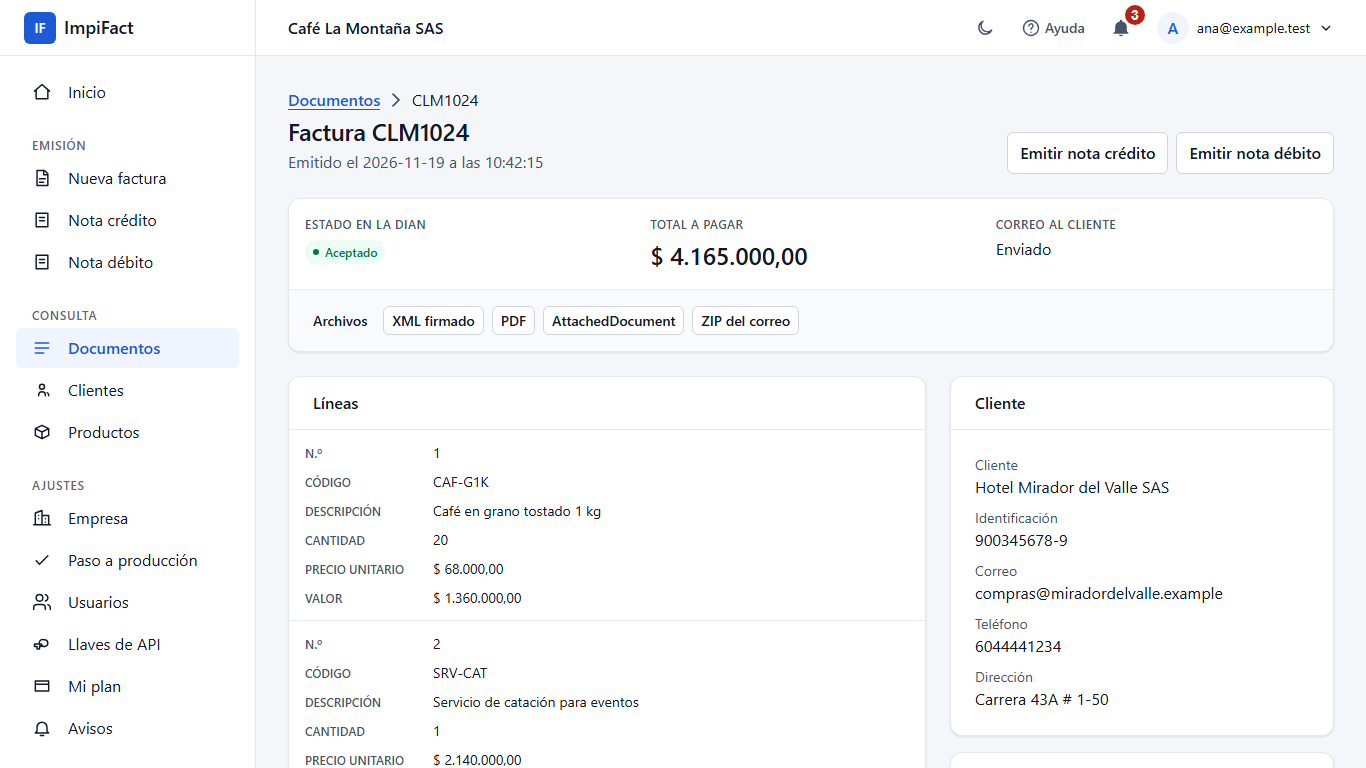 IF ImpiFact
Café La Montaña SAS
Ayuda
3
A
ana@example.test
Inicio
EMISIÓN
Nueva factura
Nota crédito
Nota débito
CONSULTA
Documentos
Clientes
Productos
AJUSTES
Empresa
Paso a producción
Usuarios
Llaves de API
Mi plan
Avisos
Documentos > CLM1024
Factura CLM1024
Emitido el 2026-11-19 a las 10:42:15
Emitir nota crédito
Emitir nota débito
ESTADO EN LA DIAN
Aceptado
TOTAL A PAGAR
$ 4.165.000,00
CORREO AL CLIENTE
Enviado
Archivos
XML firmado
PDF
AttachedDocument
ZIP del correo
Líneas
N.º 1
CÓDIGO CAF-G1K
DESCRIPCIÓN Café en grano tostado 1 kg
CANTIDAD 20
PRECIO UNITARIO $ 68.000,00
VALOR $ 1.360.000,00
N.º 2
CÓDIGO SRV-CAT
DESCRIPCIÓN Servicio de catación para eventos
CANTIDAD 1
PRECIO UNITARIO $ 2.140.000,00
Cliente
Cliente
Hotel Mirador del Valle SAS
Identificación
900345678-9
Correo
compras@miradordelvalle.example
Teléfono
6044441234
Dirección
Carrera 43A # 1-50